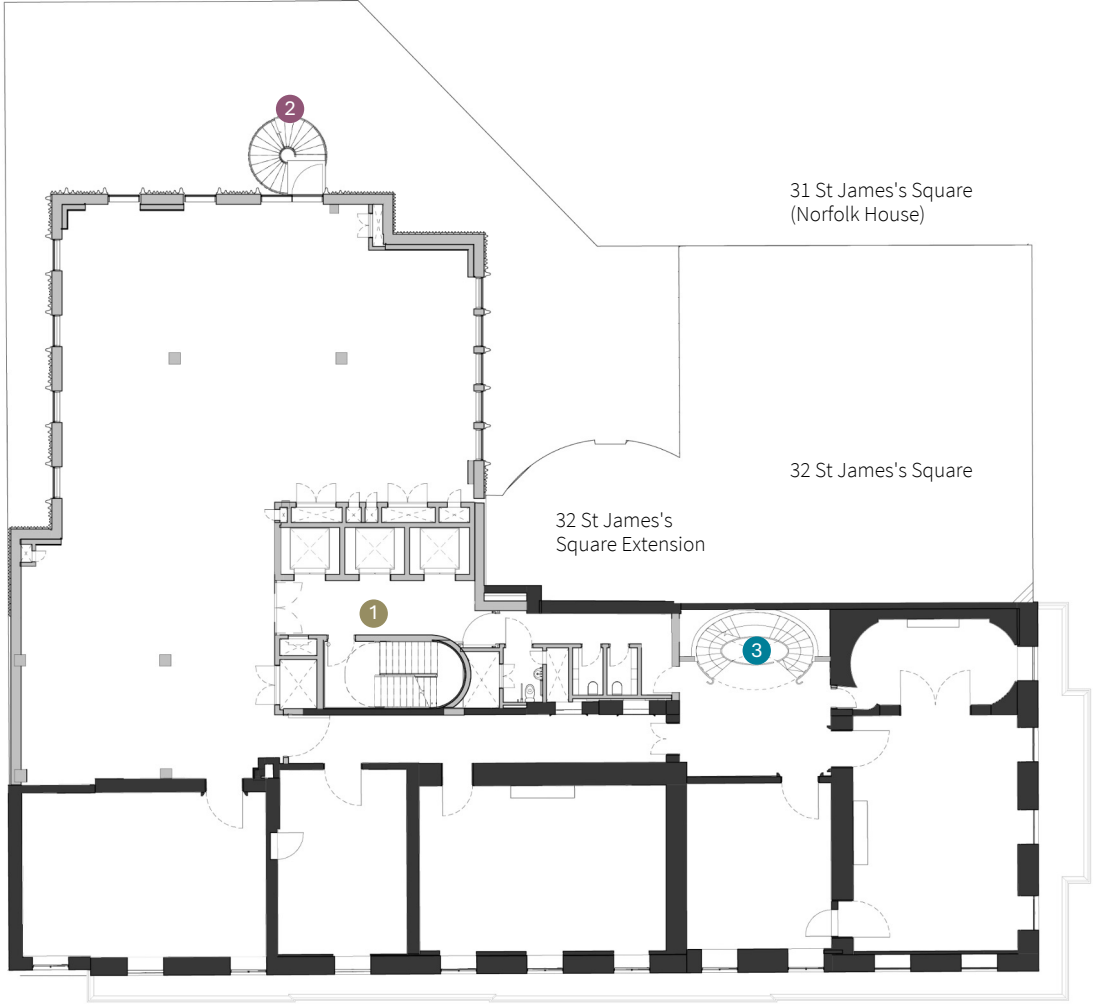 2
31 St James's Square
(Norfolk House)
32 St James's Square
32 St James's
Square Extension
1
3